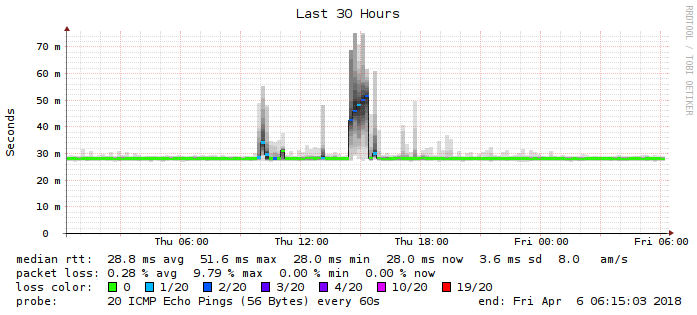 Last 30 Hours
RRDTOOL / TOBI OETIKER
Seconds
70 m
60 m
50 m
40 m
30 m
20 m
10 m
0
Thu 06:00 Thu 12:00 Thu 18:00 Fri 00:00 Fri 06:00
median rtt: 28.8 ms avg 51.6 ms max 28.0 ms min 28.0 ms now 3.6 ms sd 8.0 am/s
packet loss: 0.28 % avg 9.79 % max 0.00 % min 0.00 % now
loss color: 0 1/20 2/20 3/20 4/20 10/20 19/20
probe: 20 ICMP Echo Pings (56 Bytes) every 60s end: Fri Apr 6 06:15:03 2018